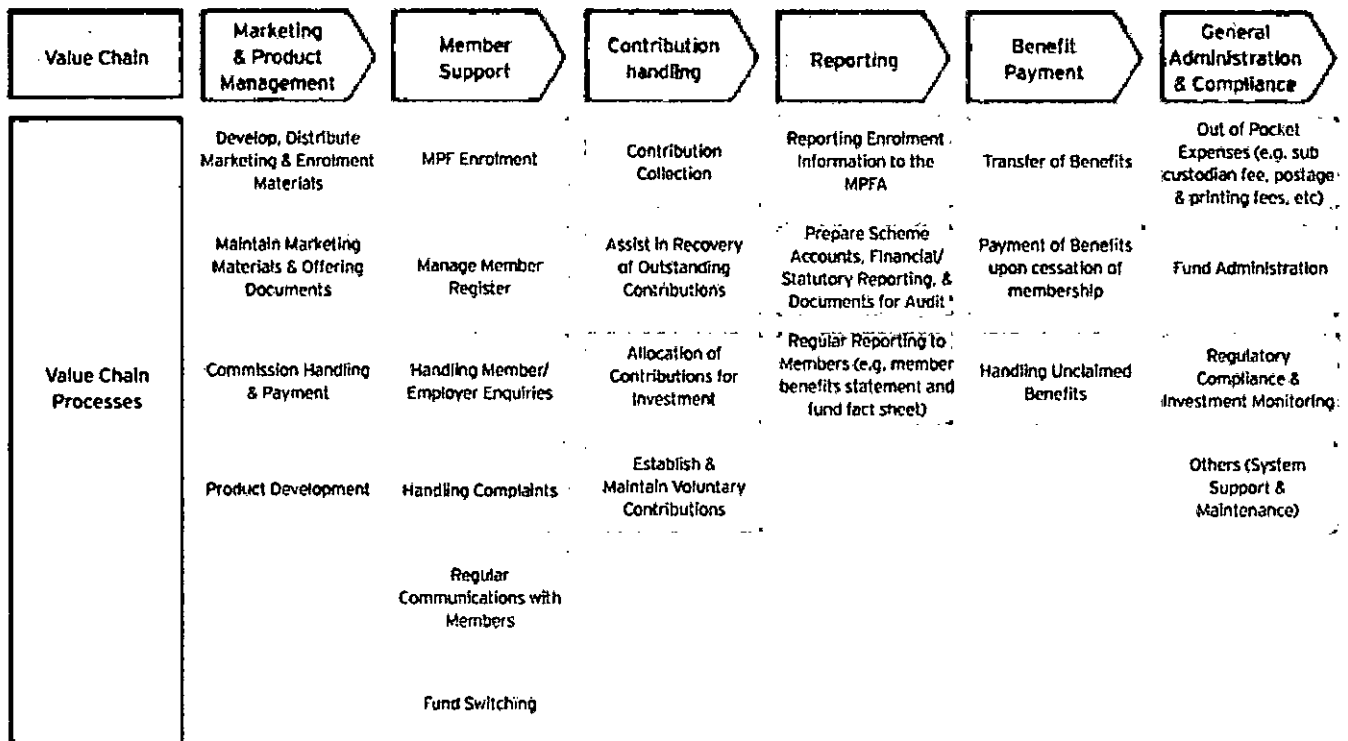 Value Chain
Marketing
& Product
Management
Member
Support
Contribution
handling
Reporting
Benefit
Payment
General
Administration
& Compliance
Value Chain
Processes
Develop, Distribute
Marketing & Enrolment
Materials
MPF Enrolment
Contribution
Collection
Reporting Enrolment
Information to the
MPFA
Transfer of Benefits
Out of Pocket
Expenses (e.g. sub
custodian fee, postage
& printing fees, etc)
Maintain Marketing
Materials & Offering
Documents
Manage Member
Register
Assist in Recovery
of Outstanding
Contributions
Prepare Scheme
Accounts, Financial/
Statutory Reporting, &
Documents for Audit
Payment of Benefits
upon cessation of
membership
Fund Administration
Commission Handling
& Payment
Handling Member/
Employer Enquiries
Allocation of
Contributions for
Investment
Regular Reporting to
Members (e.g. member
benefits statement and
fund fact sheet)
Handling Unclaimed
Benefits
Regulatory
Compliance &
Investment Monitoring
Product Development
Handling Complaints
Establish &
Maintain Voluntary
Contributions
Others (System
Support &
Maintenance)
Regular
Communications with
Members
Fund Switching